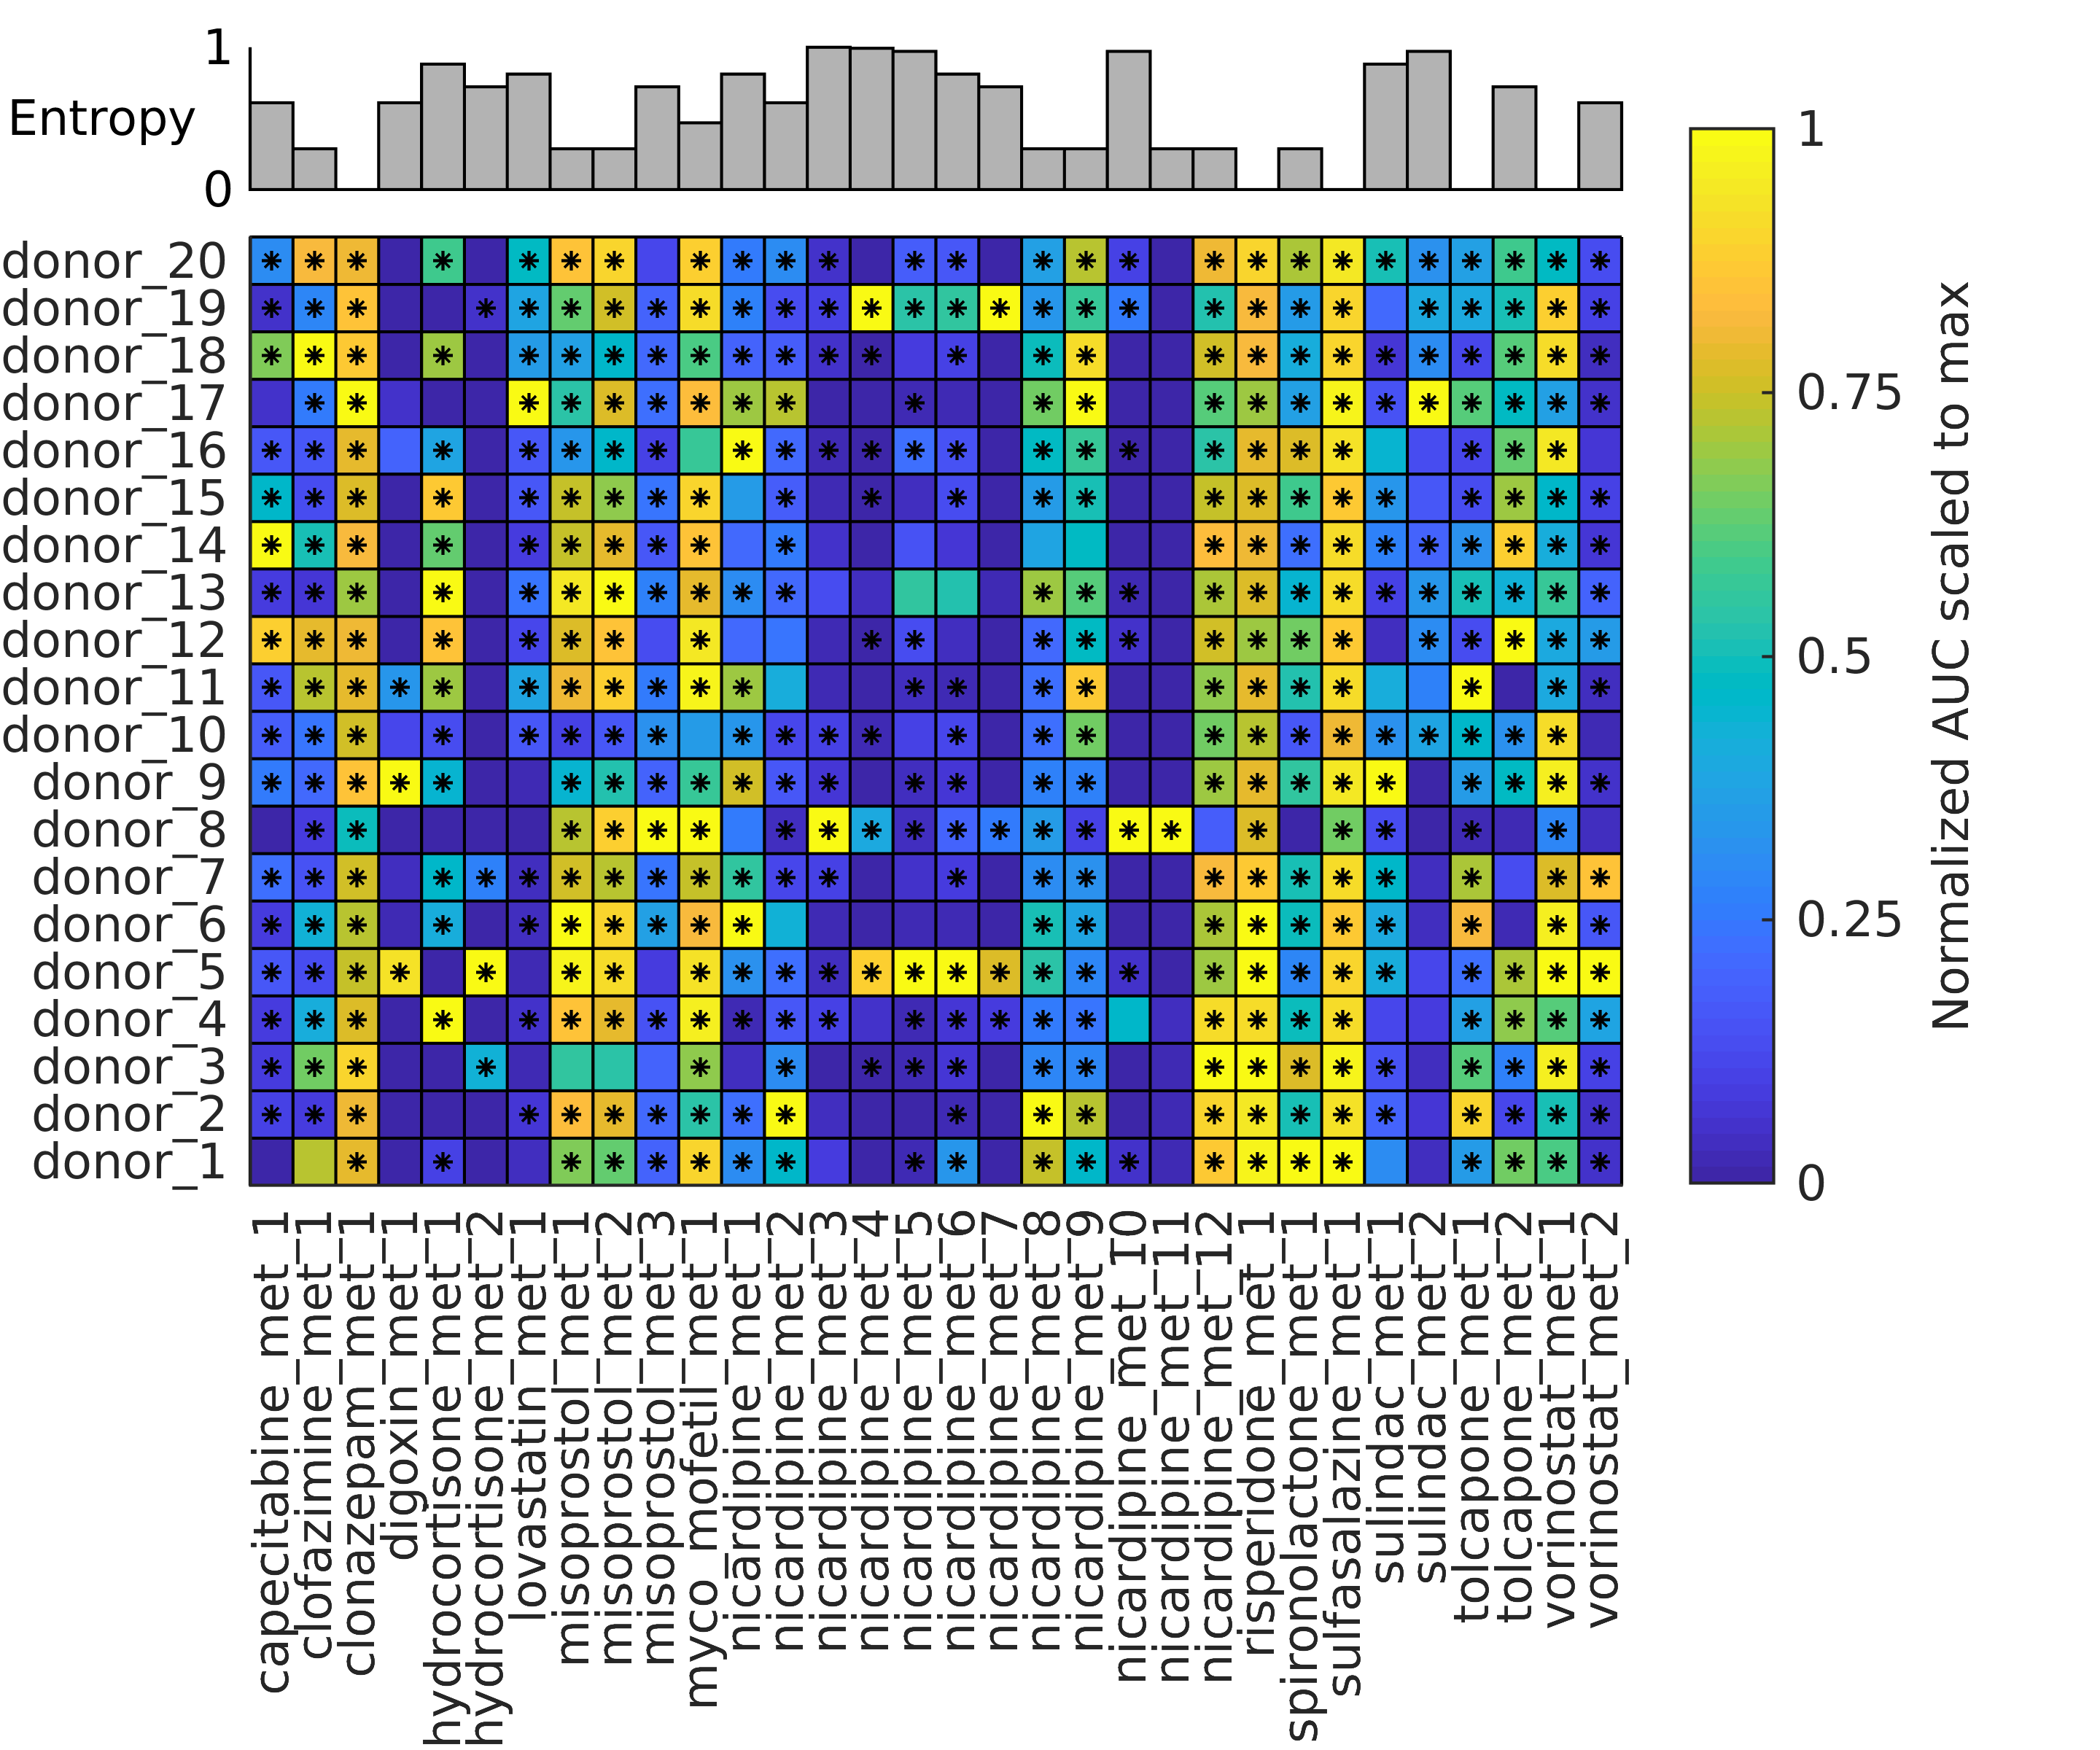 1
Entropy
0
donor_20
donor_19
donor_18
donor_17
donor_16
donor_15
donor_14
donor_13
donor_12
donor_11
donor_10
donor_9
donor_8
donor_7
donor_6
donor_5
donor_4
donor_3
donor_2
donor_1
capecitabine_met_1
clofazimine_met_1
clonazepam_met_1
digoxin_met_1
hydrocortisone_met_1
hydrocortisone_met_2
lovastatin_met_1
misoprostol_met_1
misoprostol_met_2
misoprostol_met_3
myco_mofetil_met_1
nicardipine_met_1
nicardipine_met_2
nicardipine_met_3
nicardipine_met_4
nicardipine_met_5
nicardipine_met_6
nicardipine_met_7
nicardipine_met_8
nicardipine_met_9
nicardipine_met_10
nicardipine_met_11
nicardipine_met_12
risperidone_met_1
spironolactone_met_1
sulfasalazine_met_1
sulindac_met_1
sulindac_met_2
tolcapone_met_1
tolcapone_met_2
vorinostat_met_1
vorinostat_met_2
1
0.75
0.5
0.25
0
Normalized AUC scaled to max